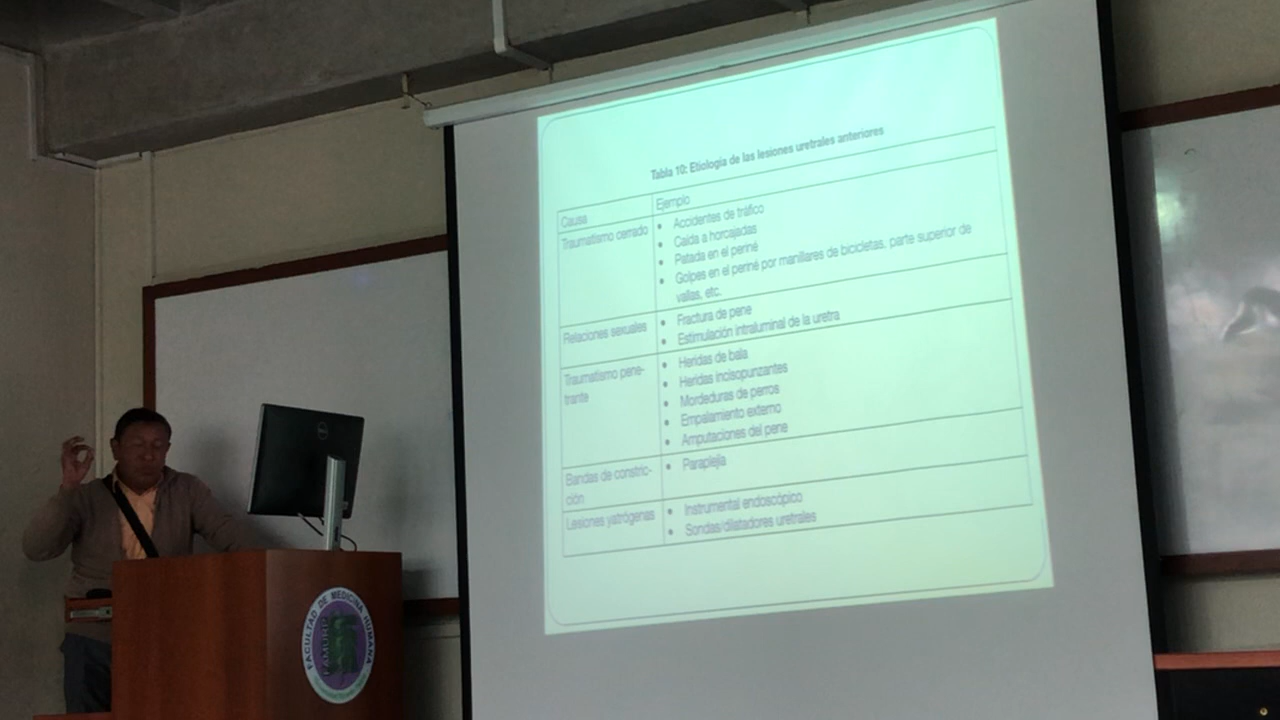 Tabla 10: Etiología de las lesiones uretrales anteriores
Causa
Ejemplo
Traumatismo cerrado
• Accidentes de tráfico
• Caída a horcajadas
• Patada en el periné
• Golpes en el periné por manillares de bicicletas, parte superior de
vallas, etc.
Relaciones sexuales
• Fractura de pene
• Estimulación intraluminal de la uretra
Traumatismo pene-
trante
• Heridas de bala
• Heridas incisopunzantes
• Mordeduras de perros
• Empalamiento externo
• Amputaciones del pene
Bandas de constric-
ción
• Paraplejia
Lesiones yatrógenas
• Instrumental endoscópico
• Sondas/dilatadores uretrales
DELL
FACULTAD DE MEDICINA HUMANA
FAMURP